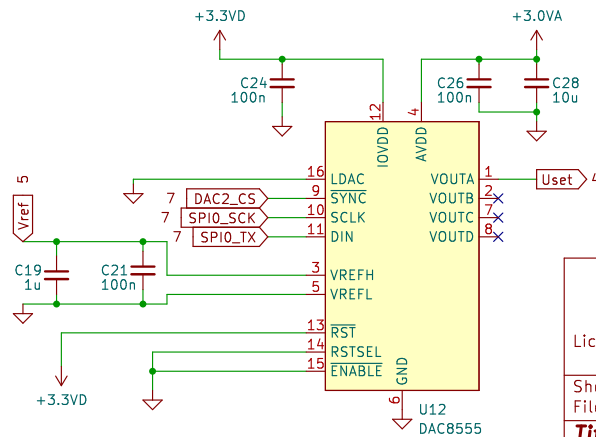 +3.3VD
+3.0VA
C24
100n
C26
100n
C28
10u
12
4
IOVDD
AVDD
5
Vref
16
LDAC
VOUTA
1
Uset
4
7
DAC2_CS
9
SYNC
VOUTB
2
7
SPI0_SCK
10
SCLK
VOUTC
7
7
SPI0_TX
11
DIN
VOUTD
8
C19
1u
C21
100n
3
VREFH
5
VREFL
13
RST
14
RSTSEL
15
ENABLE
GND
6
+3.3VD
U12
DAC8555
Lic
She
File
Tit